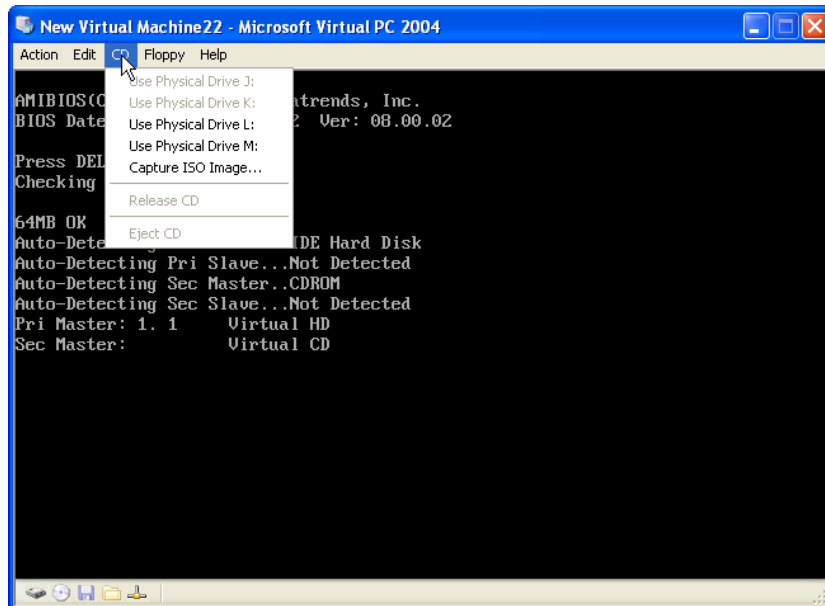 New Virtual Machine22 - Microsoft Virtual PC 2004
Action Edit CD Floppy Help
Use Physical Drive J:
Use Physical Drive K:
Use Physical Drive L:
Use Physical Drive M:
Capture ISO Image...
Release CD
Eject CD
AMIBIOS(C atrends, Inc.
BIOS Date 2 Ver: 08.00.02
Press DEL
Checking
64MB OK
Auto-Dete IDE Hard Disk
Auto-Detecting Pri Slave...Not Detected
Auto-Detecting Sec Master..CDROM
Auto-Detecting Sec Slave...Not Detected
Pri Master: 1. 1 Virtual HD
Sec Master: Virtual CD